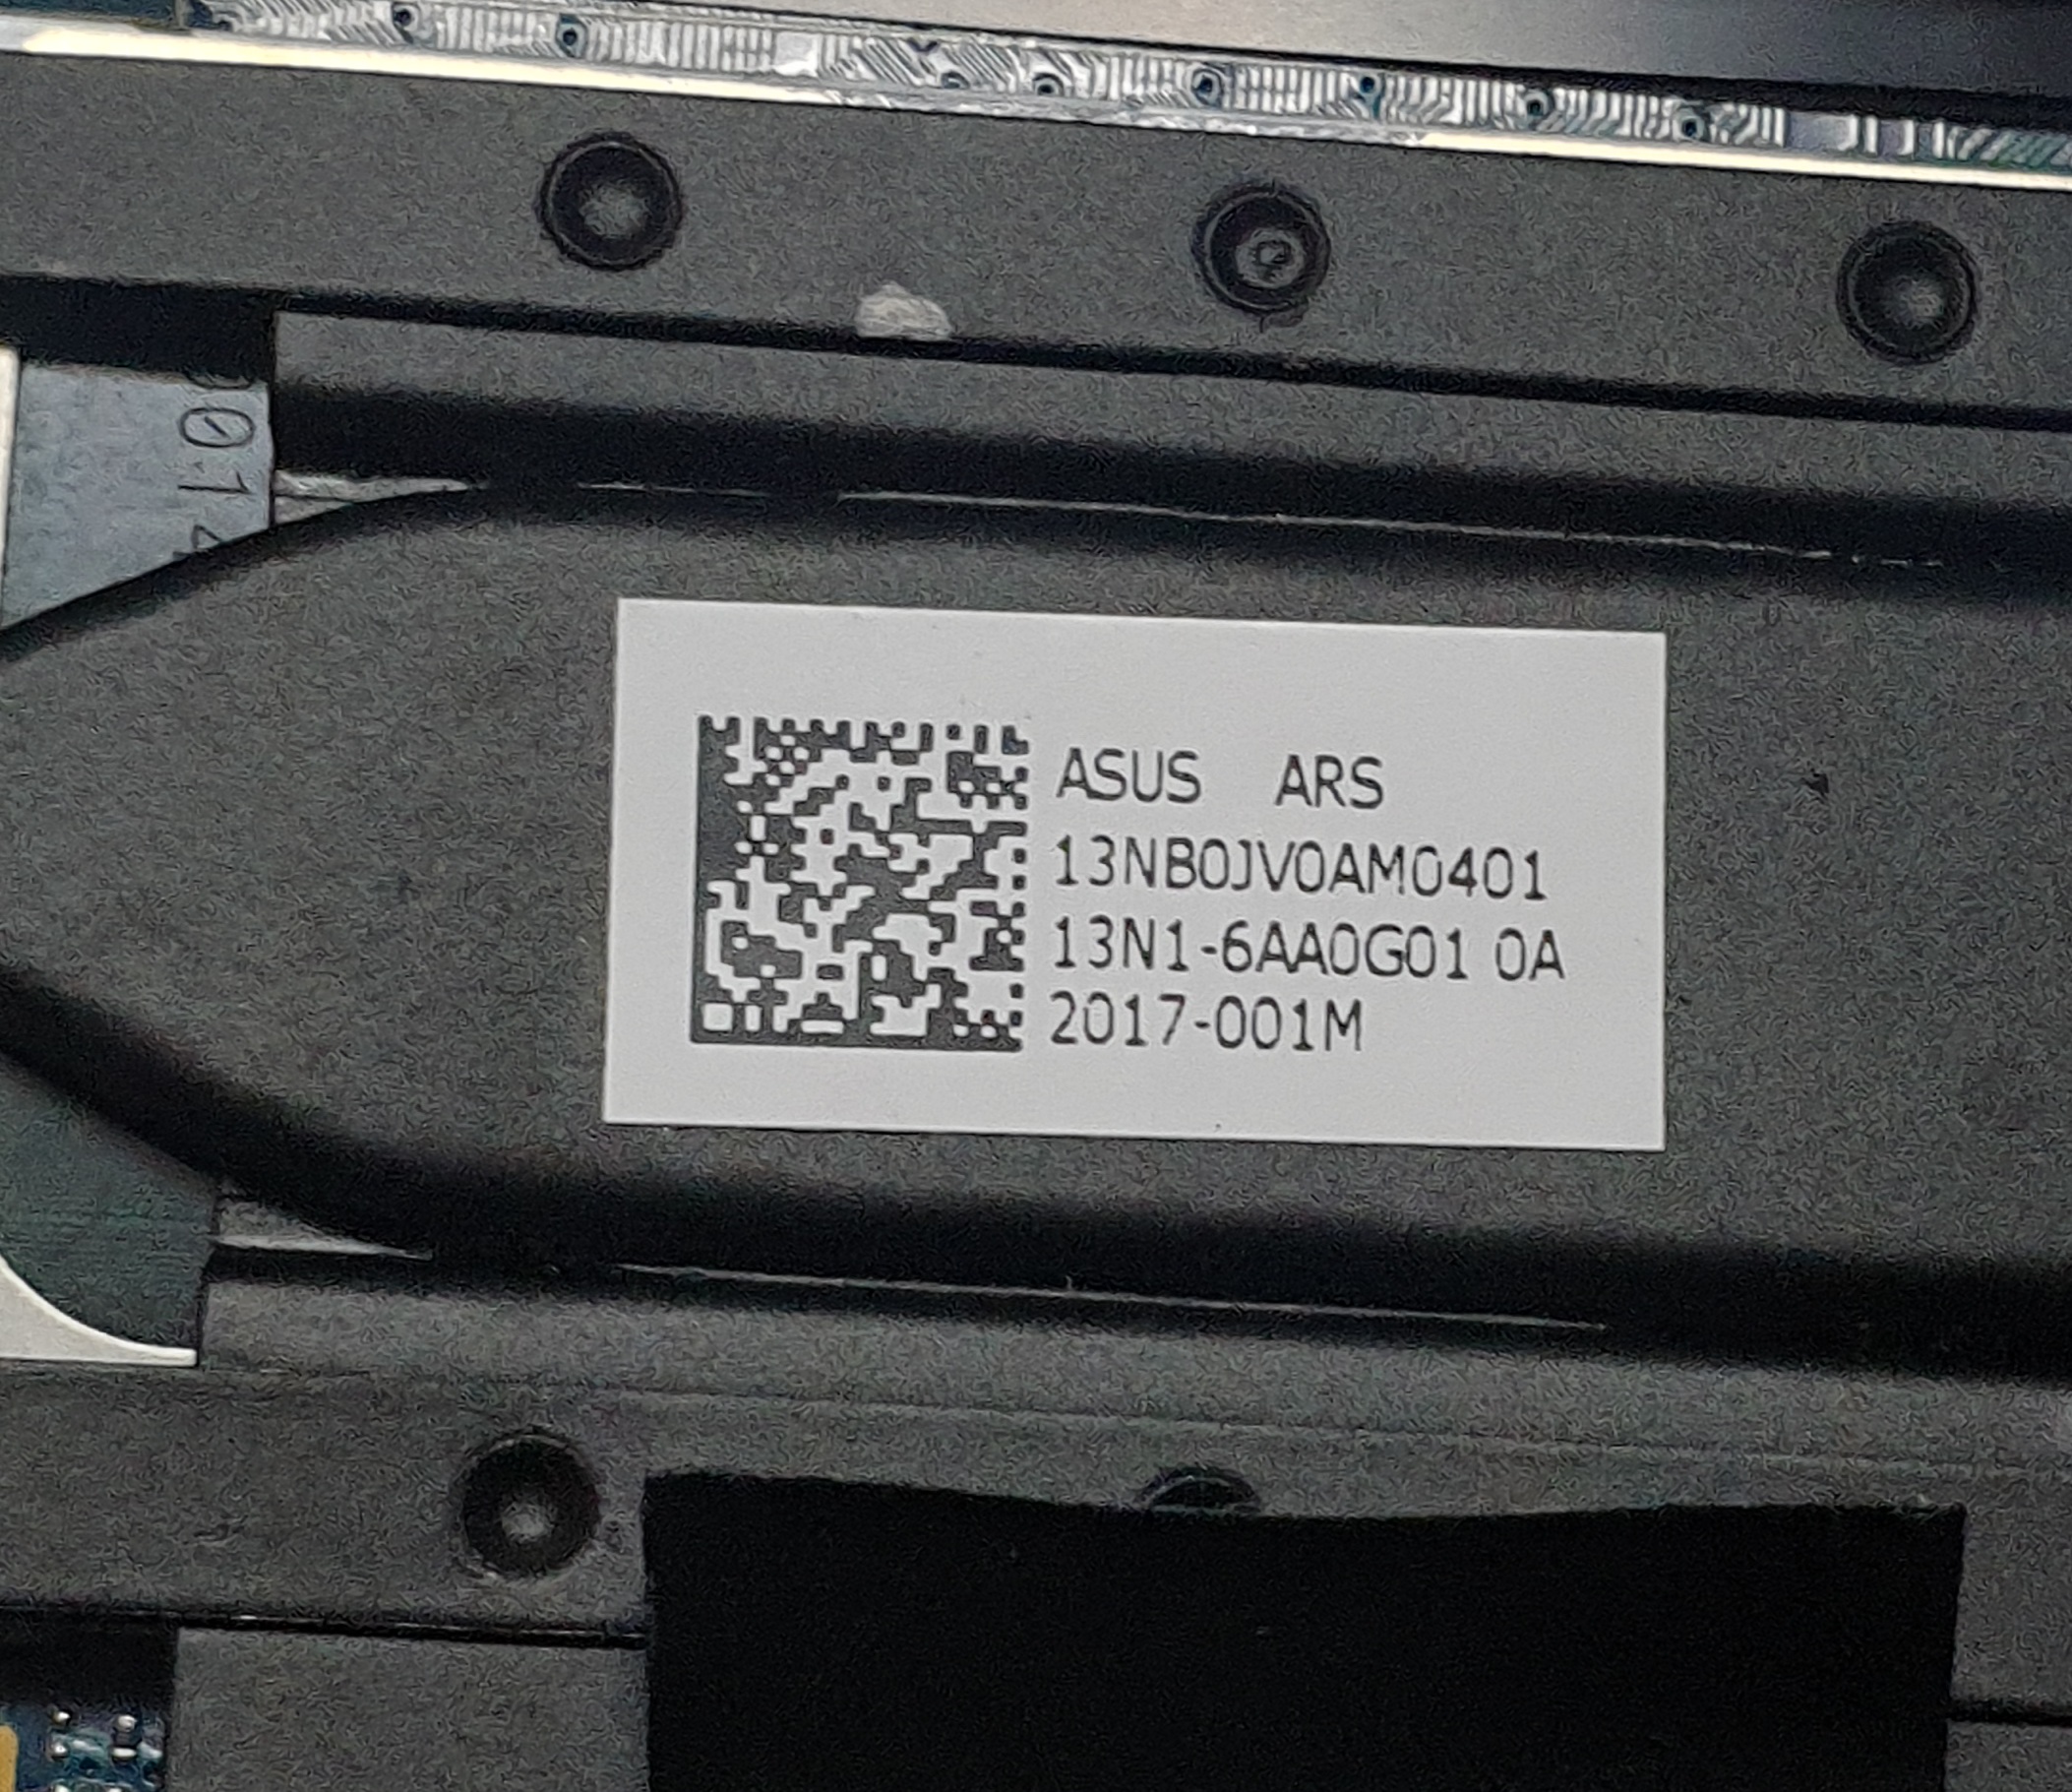 ASUS ARS
13NB0JV0AM0401
13N1-6AA0G01 0A
2017-001M